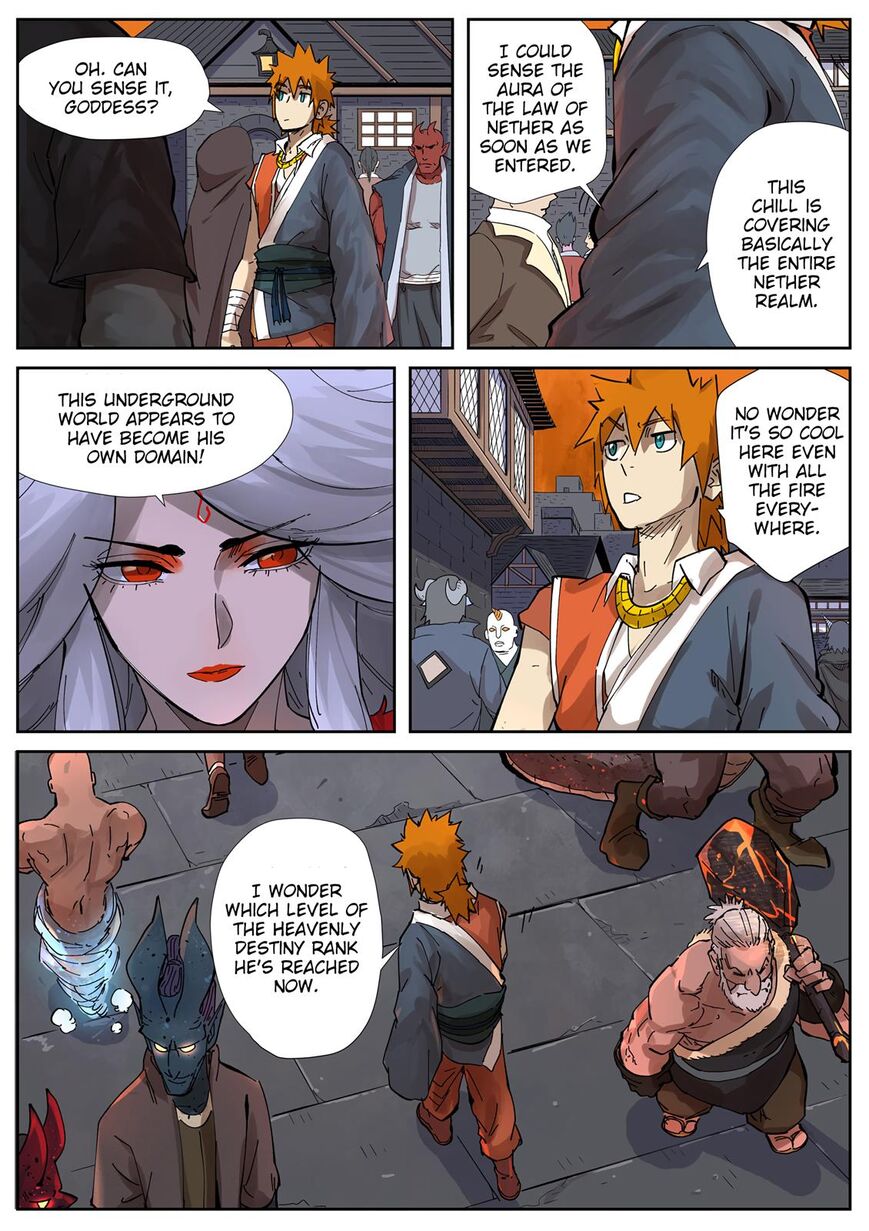 OH. CAN
YOU SENSE IT,
GODDESS?
I COULD
SENSE THE
AURA OF
THE LAW OF
NETHER AS
SOON AS WE
ENTERED.
THIS
CHILL IS
COVERING
BASICALLY
THE ENTIRE
NETHER
REALM.
THIS UNDERGROUND
WORLD APPEARS TO
HAVE BECOME HIS
OWN DOMAIN!
NO WONDER
IT'S SO COOL
HERE EVEN
WITH ALL
THE FIRE
EVERY-
WHERE.
I WONDER
WHICH LEVEL OF
THE HEAVENLY
DESTINY RANK
HE'S REACHED
NOW.